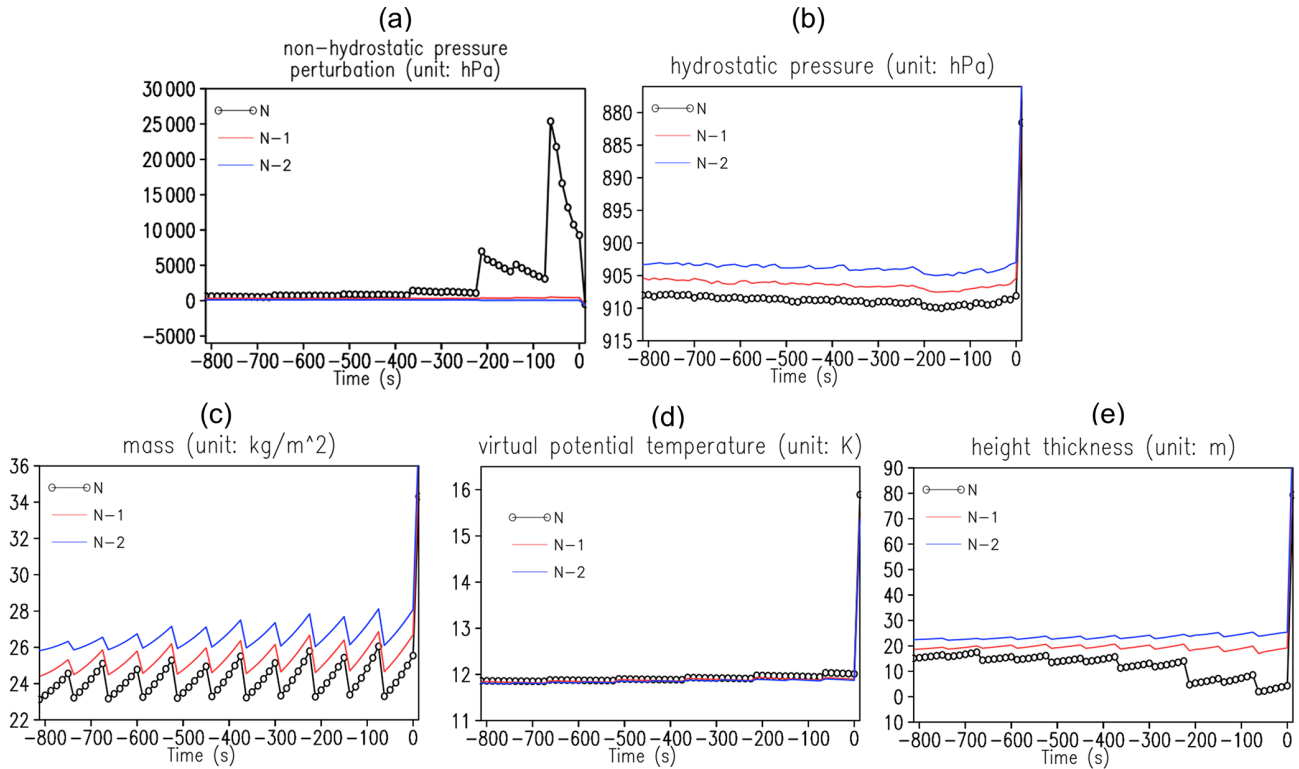 (a)
non-hydrostatic pressure
perturbation (unit: hPa)
30 000
25 000
20 000
15 000
10 000
5000
0
-5000
N
N-1
N-2
-800 -700 -600 -500 -400 -300 -200 -100 0
Time (s)
(b)
hydrostatic pressure (unit: hPa)
880
885
890
895
900
905
910
915
N
N-1
N-2
-800 -700 -600 -500 -400 -300 -200 -100 0
Time (s)
(c)
mass (unit: kg/m^2)
36
34
32
30
28
26
24
22
N
N-1
N-2
-800 -700 -600 -500 -400 -300 -200 -100 0
Time (s)
(d)
virtual potential temperature (unit: K)
16
15
14
13
12
11
N
N-1
N-2
-800 -700 -600 -500 -400 -300 -200 -100 0
Time (s)
(e)
height thickness (unit: m)
90
80
70
60
50
40
30
20
10
0
10
N
N-1
N-2
-800 -700 -600 -500 -400 -300 -200 -100 0
Time (s)